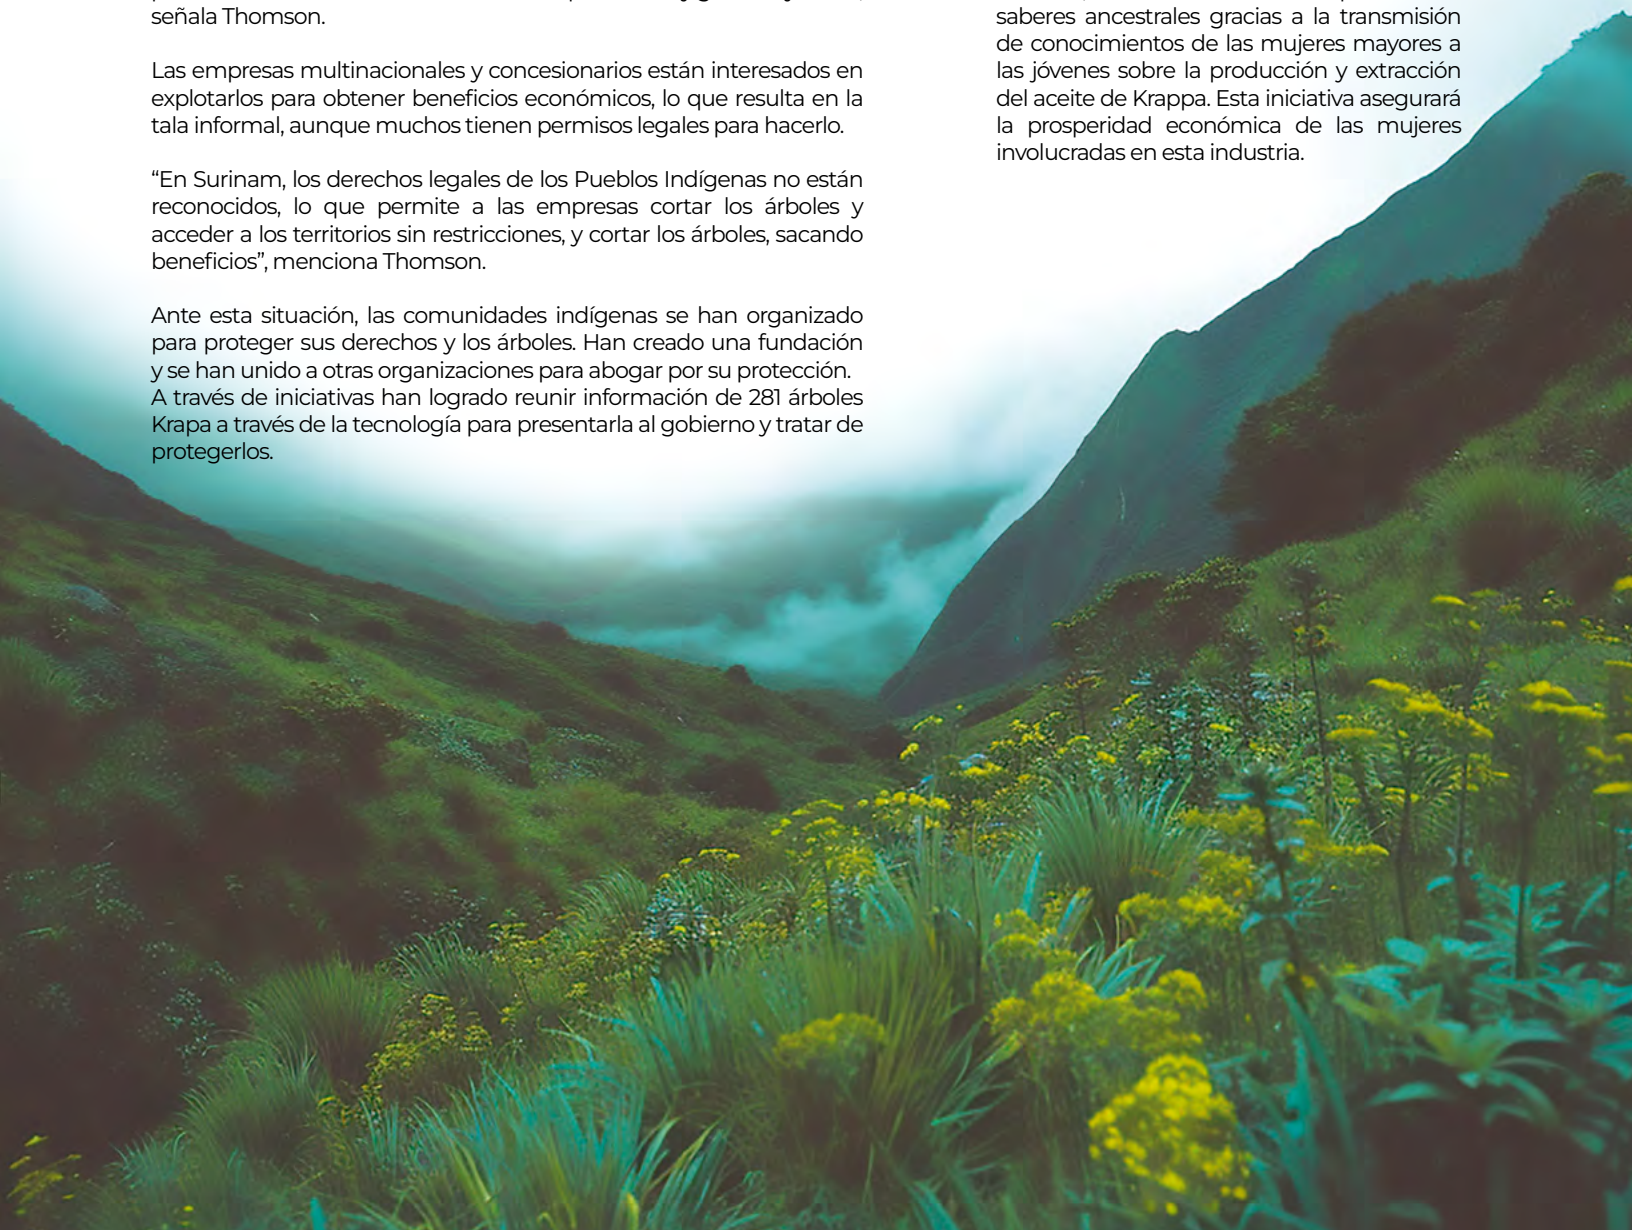 señala Thomson.
Las empresas multinacionales y concesionarios están interesados en
explotarlos para obtener beneficios económicos, lo que resulta en la
tala informal, aunque muchos tienen permisos legales para hacerlo.
“En Surinam, los derechos legales de los Pueblos Indígenas no están
reconocidos, lo que permite a las empresas cortar los árboles y
acceder a los territorios sin restricciones, y cortar los árboles, sacando
beneficios”, menciona Thomson.
Ante esta situación, las comunidades indígenas se han organizado
para proteger sus derechos y los árboles. Han creado una fundación
y se han unido a otras organizaciones para abogar por su protección.
A través de iniciativas han logrado reunir información de 281 árboles
Krapa a través de la tecnología para presentarla al gobierno y tratar de
protegerlos.
saberes ancestrales gracias a la transmisión
de conocimientos de las mujeres mayores a
las jóvenes sobre la producción y extracción
del aceite de Krappa. Esta iniciativa asegurará
la prosperidad económica de las mujeres
involucradas en esta industria.